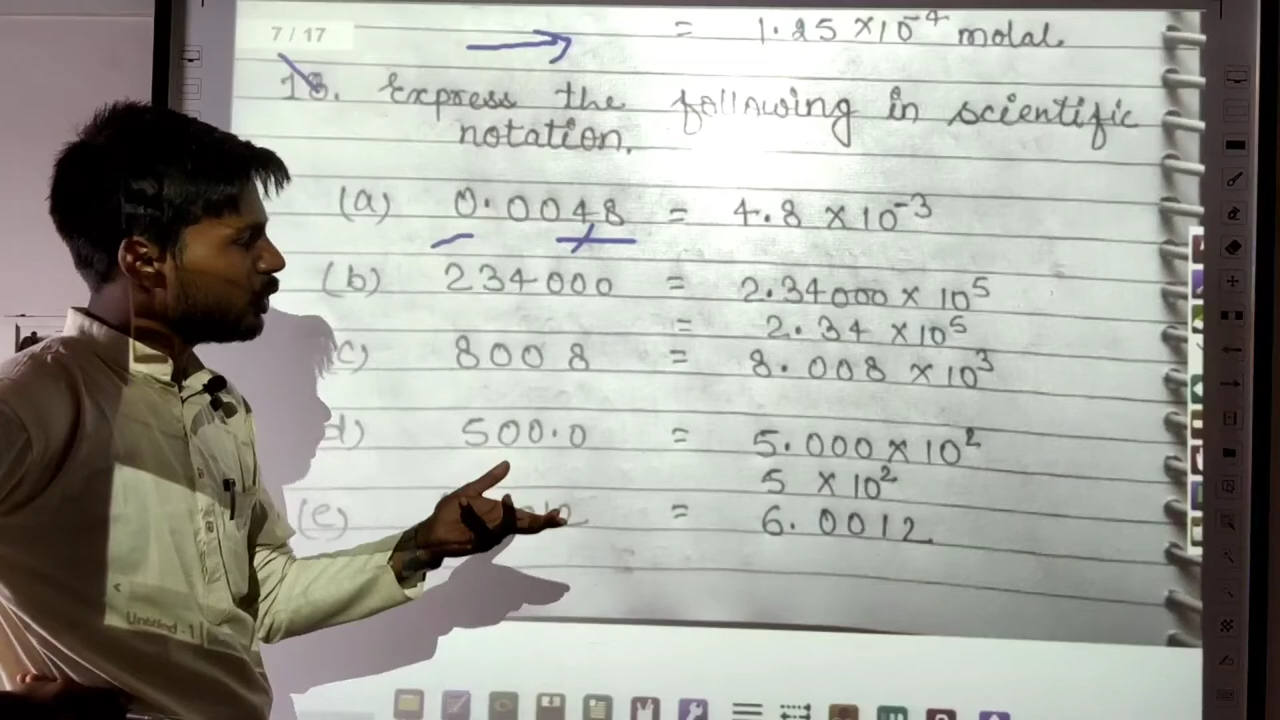 = 1.25 ×10⁻⁴ molal.
7 / 17
18. Express the following in scientific
notation.
(a) 0.0048 = 4.8 ×10⁻³
(b) 234000 = 2.34000 × 10⁵
= 2.34 ×10⁵
c) 8008 = 8.008 ×10³
d) 500.0 = 5.000 ×10²
5 ×10²
(e) = 6.0012
Untitled - 1